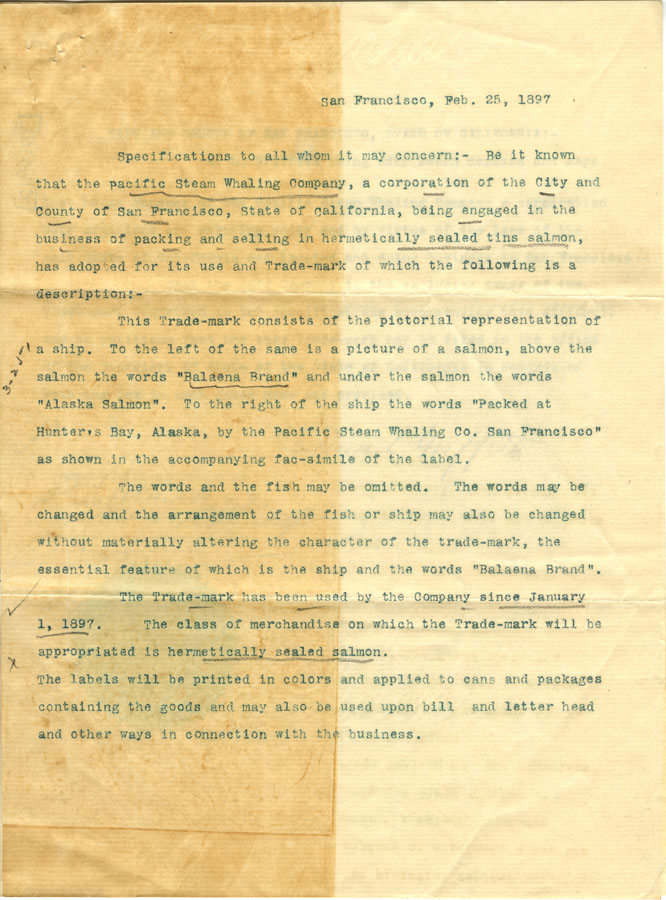 San Francisco, Feb. 25, 1897
Specifications to all whom it may concern:- Be it known
that the pacific Steam Whaling Company, a corporation of the City and
County of San Francisco, State of California, being engaged in the
business of packing and selling in hermetically sealed tins salmon,
has adopted for its use and Trade-mark of which the following is a
description:-
This Trade-mark consists of the pictorial representation of
a ship. To the left of the same is a picture of a salmon, above the
salmon the words "Balaena Brand" and under the salmon the words
"Alaska Salmon". To the right of the ship the words "Packed at
Hunter's Bay, Alaska, by the Pacific Steam Whaling Co. San Francisco"
as shown in the accompanying fac-simile of the label.
The words and the fish may be omitted. The words may be
changed and the arrangement of the fish or ship may also be changed
without materially altering the character of the trade-mark, the
essential feature of which is the ship and the words "Balaena Brand".
The Trade-mark has been used by the Company since January
1, 1897. The class of merchandise on which the Trade-mark will be
appropriated is hermetically sealed salmon.
The labels will be printed in colors and applied to cans and packages
containing the goods and may also be used upon bill and letter head
and other ways in connection with the business.